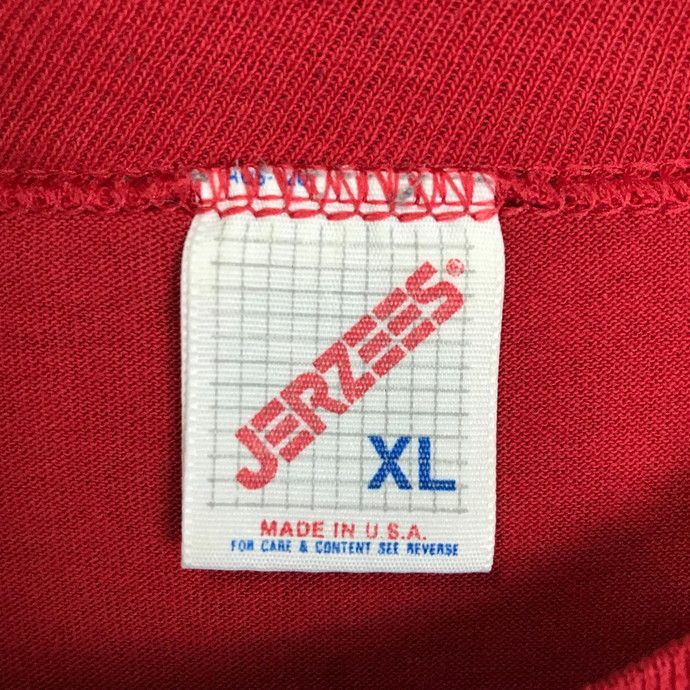 JERZEES®
XL
MADE IN U.S.A.
FOR CARE & CONTENT SEE REVERSE